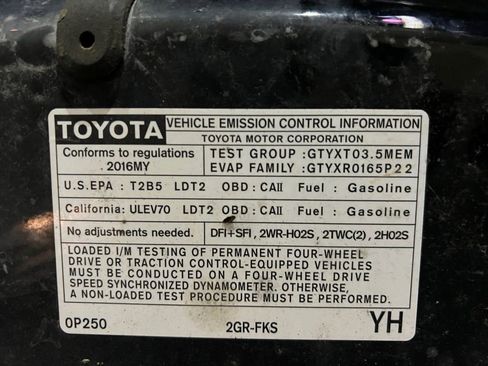 TOYOTA VEHICLE EMISSION CONTROL INFORMATION
TOYOTA MOTOR CORPORATION
Conforms to regulations TEST GROUP : GTYXT03.5MEM
2016MY EVAP FAMILY : GTYXR0165P22
U.S.EPA : T2B5 LDT2 OBD : CAII Fuel : Gasoline
California: ULEV70 LDT2 OBD : CAII Fuel : Gasoline
No adjustments needed. DFI+SFI, 2WR-HO2S, 2TWC(2), 2HO2S
LOADED I/M TESTING OF PERMANENT FOUR-WHEEL
DRIVE OR TRACTION CONTROL-EQUIPPED VEHICLES
MUST BE CONDUCTED ON A FOUR-WHEEL DRIVE
SPEED SYNCHRONIZED DYNAMOMETER. OTHERWISE,
A NON-LOADED TEST PROCEDURE MUST BE PERFORMED.
0P250 2GR-FKS YH